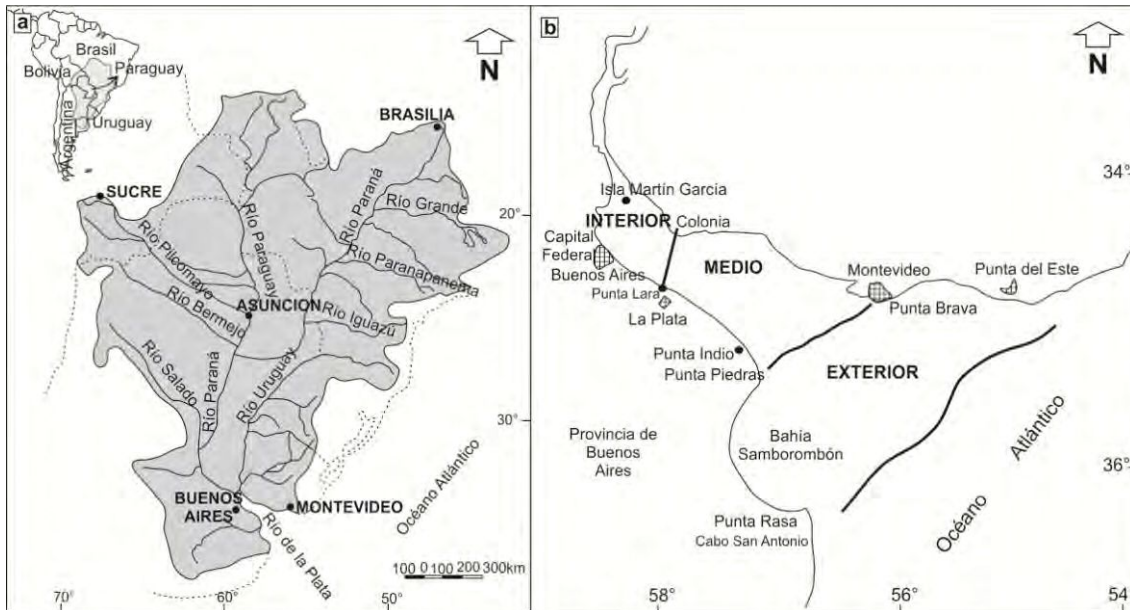 a
Brasil
Bolivia
Paraguay
Argentina
Uruguay
N
BRASILIA
SUCRE
Río Paraná
Río Grande
Río Paraguay
Río Pilcomayo
Río Paranapanema
ASUNCION
Río Bermejo
Río Iguazú
Río Salado
Río Paraná
Río Uruguay
BUENOS
AIRES
MONTEVIDEO
Río de la Plata
Océano Atlántico
100 0 100 200 300km
20°
30°
70°
60°
50°
b
N
34°
Isla Martín García
INTERIOR
Colonia
Capital
Federa
Buenos Aires
MEDIO
Punta Lara
La Plata
Montevideo
Punta del Este
Punta Brava
Punta Indio
Punta Piedras
EXTERIOR
Provincia de
Buenos
Aires
Bahía
Samborombón
36°
Océano
Atlántico
Punta Rasa
Cabo San Antonio
58°
56°
54°